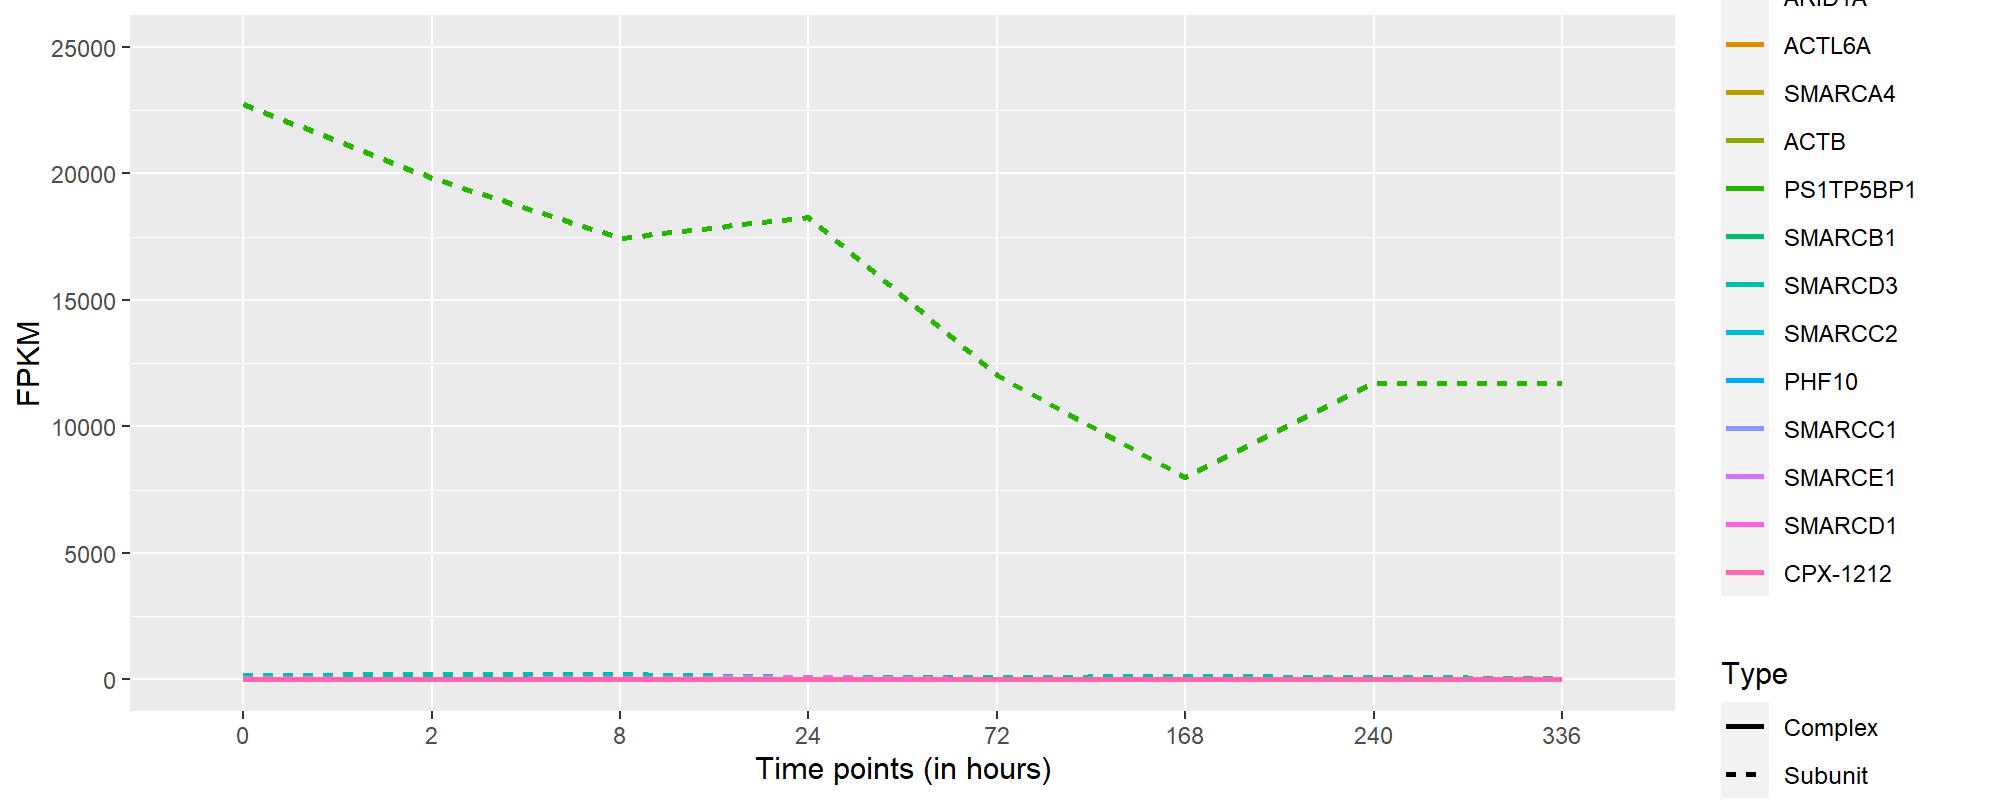 25000
20000
15000
10000
5000
0
FPKM
0 2 8 24 72 168 240 336
Time points (in hours)
ARID1A
ACTL6A
SMARCA4
ACTB
PS1TP5BP1
SMARCB1
SMARCD3
SMARCC2
PHF10
SMARCC1
SMARCE1
SMARCD1
CPX-1212
Type
Complex
Subunit